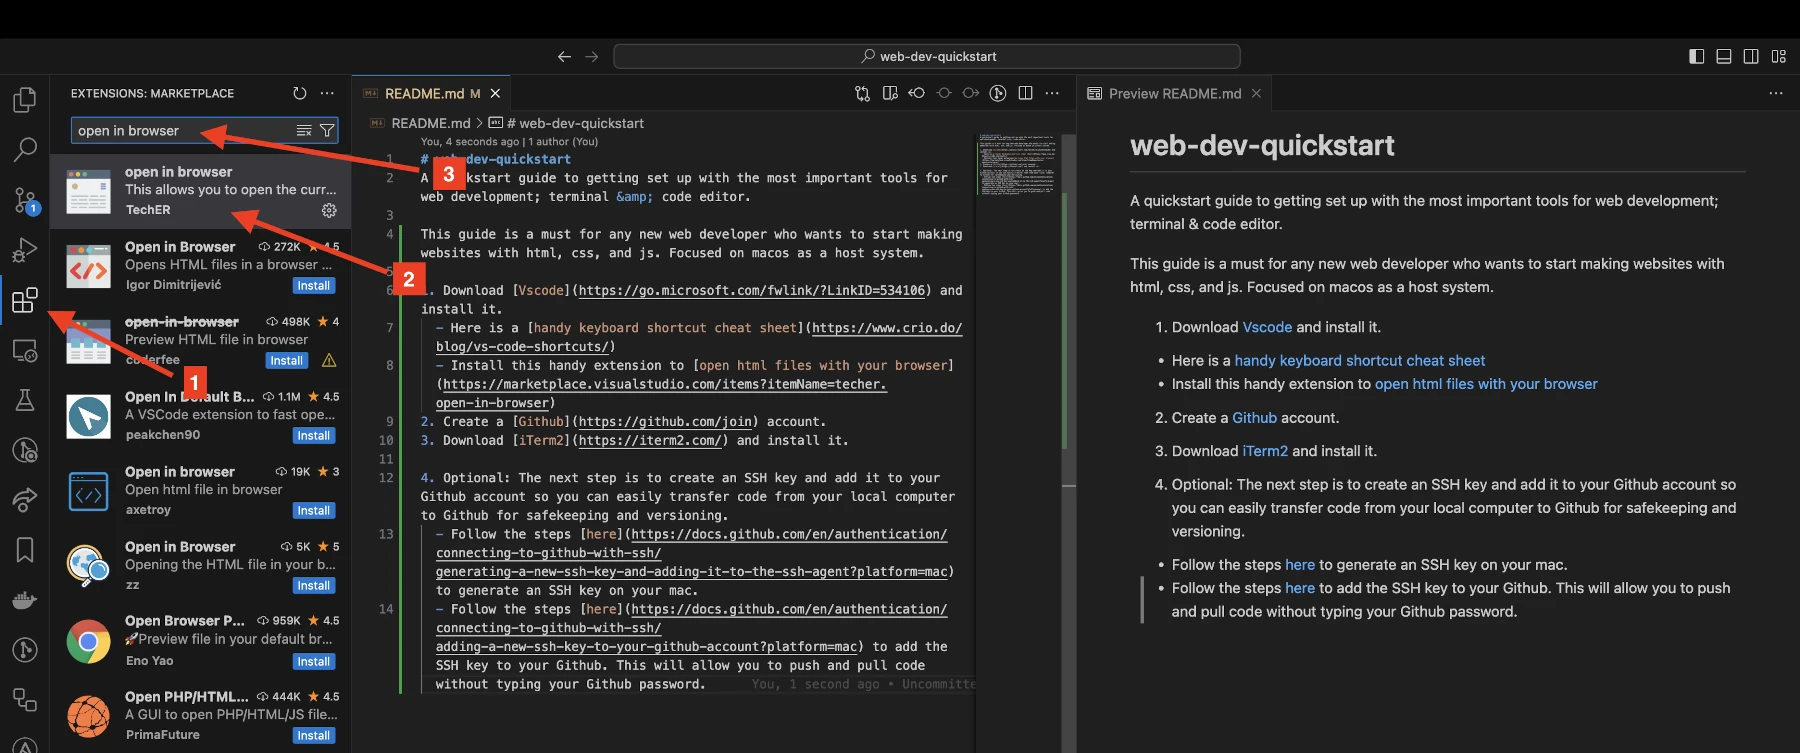 web-dev-quickstart
EXTENSIONS: MARKETPLACE
open in browser
open in browser
This allows you to open the curr...
TechER
Open in Browser 272K 4.5
Opens HTML files in a browser ...
Igor Dimitrijević Install
open-in-browser 498K 4
Preview HTML file in browser
coderfee Install
Open In Default B... 1.1M 4.5
A VSCode extension to fast ope...
peakchen90 Install
Open in browser 19K 3
Open html file in browser
axetroy Install
Open in Browser 5K 5
Opening the HTML file in your b...
zz Install
Open Browser P... 959K 4.5
🚀Preview file in your default br...
Eno Yao Install
Open PHP/HTML... 444K 4.5
A GUI to open PHP/HTML/JS file...
PrimaFuture Install
1
2
3
1
README.md M
README.md > # web-dev-quickstart
You, 4 seconds ago | 1 author (You)
1 # web-dev-quickstart
2 A quickstart guide to getting set up with the most important tools for
web development; terminal &amp; code editor.
3
4 This guide is a must for any new web developer who wants to start making
websites with html, css, and js. Focused on macos as a host system.
5
6 1. Download [Vscode](https://go.microsoft.com/fwlink/?LinkID=534106) and
install it.
7 - Here is a [handy keyboard shortcut cheat sheet](https://www.crio.do/
blog/vs-code-shortcuts/)
8 - Install this handy extension to [open html files with your browser]
(https://marketplace.visualstudio.com/items?itemName=techer.
open-in-browser)
9 2. Create a [Github](https://github.com/join) account.
10 3. Download [iTerm2](https://iterm2.com/) and install it.
11
12 4. Optional: The next step is to create an SSH key and add it to your
Github account so you can easily transfer code from your local computer
to Github for safekeeping and versioning.
13 - Follow the steps [here](https://docs.github.com/en/authentication/
connecting-to-github-with-ssh/
generating-a-new-ssh-key-and-adding-it-to-the-ssh-agent?platform=mac)
to generate an SSH key on your mac.
14 - Follow the steps [here](https://docs.github.com/en/authentication/
connecting-to-github-with-ssh/
adding-a-new-ssh-key-to-your-github-account?platform=mac) to add the
SSH key to your Github. This will allow you to push and pull code
without typing your Github password. You, 1 second ago • Uncommitte
Preview README.md
web-dev-quickstart
A quickstart guide to getting set up with the most important tools for web development;
terminal & code editor.
This guide is a must for any new web developer who wants to start making websites with
html, css, and js. Focused on macos as a host system.
1. Download Vscode and install it.
• Here is a handy keyboard shortcut cheat sheet
• Install this handy extension to open html files with your browser
2. Create a Github account.
3. Download iTerm2 and install it.
4. Optional: The next step is to create an SSH key and add it to your Github account so
you can easily transfer code from your local computer to Github for safekeeping and
versioning.
• Follow the steps here to generate an SSH key on your mac.
• Follow the steps here to add the SSH key to your Github. This will allow you to push
and pull code without typing your Github password.